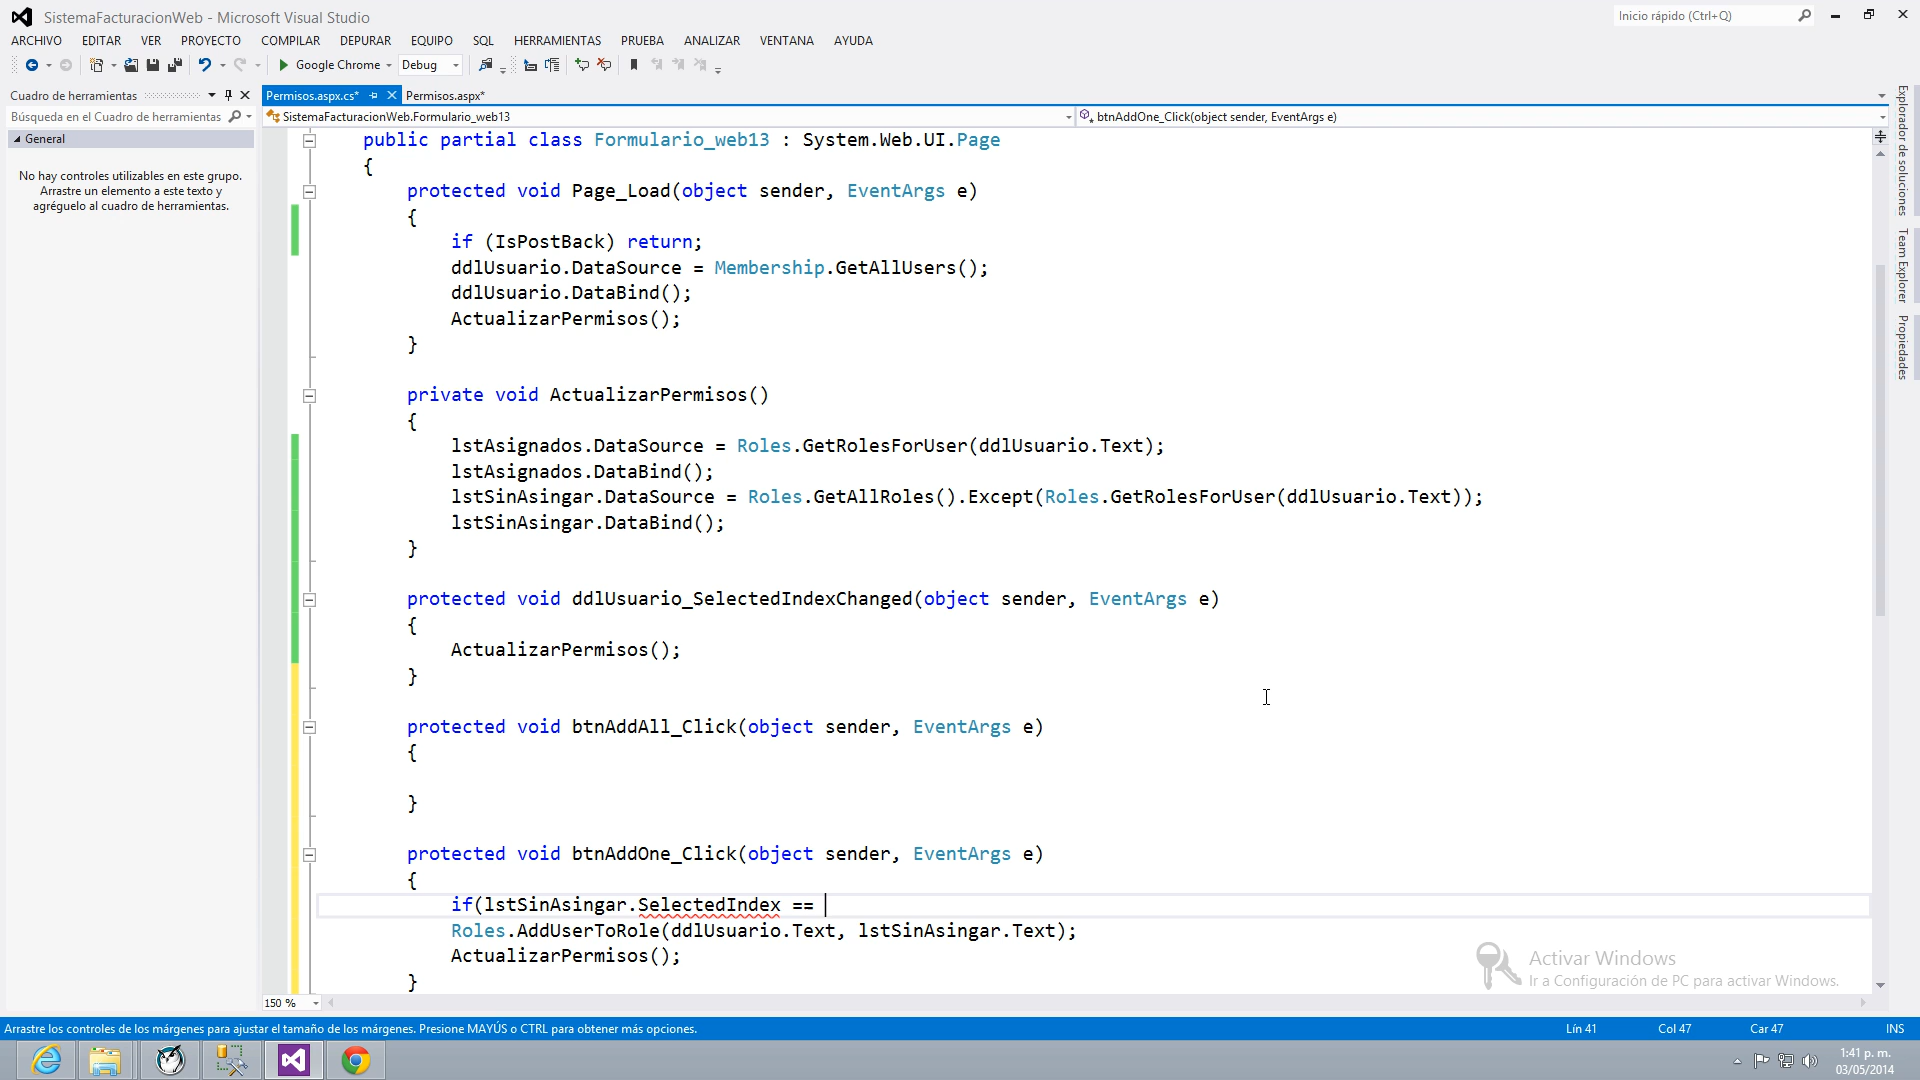 SistemaFacturacionWeb - Microsoft Visual Studio
Inicio rápido (Ctrl+Q)
ARCHIVO EDITAR VER PROYECTO COMPILAR DEPURAR EQUIPO SQL HERRAMIENTAS PRUEBA ANALIZAR VENTANA AYUDA
Google Chrome Debug
Cuadro de herramientas
Permisos.aspx.cs* Permisos.aspx*
Búsqueda en el Cuadro de herramientas
SistemaFacturacionWeb.Formulario_web13
btnAddOne_Click(object sender, EventArgs e)
General
No hay controles utilizables en este grupo.
Arrastre un elemento a este texto y
agréguelo al cuadro de herramientas.
public partial class Formulario_web13 : System.Web.UI.Page
{
protected void Page_Load(object sender, EventArgs e)
{
if (IsPostBack) return;
ddlUsuario.DataSource = Membership.GetAllUsers();
ddlUsuario.DataBind();
ActualizarPermisos();
}
private void ActualizarPermisos()
{
lstAsignados.DataSource = Roles.GetRolesForUser(ddlUsuario.Text);
lstAsignados.DataBind();
lstSinAsingar.DataSource = Roles.GetAllRoles().Except(Roles.GetRolesForUser(ddlUsuario.Text));
lstSinAsingar.DataBind();
}
protected void ddlUsuario_SelectedIndexChanged(object sender, EventArgs e)
{
ActualizarPermisos();
}
protected void btnAddAll_Click(object sender, EventArgs e)
{
}
protected void btnAddOne_Click(object sender, EventArgs e)
{
if(lstSinAsingar.SelectedIndex ==
Roles.AddUserToRole(ddlUsuario.Text, lstSinAsingar.Text);
ActualizarPermisos();
}
Explorador de soluciones
Team Explorer
Propiedades
Activar Windows
Ir a Configuración de PC para activar Windows.
150 %
Arrastre los controles de los márgenes para ajustar el tamaño de los márgenes. Presione MAYÚS o CTRL para obtener más opciones.
Lín 41 Col 47 Car 47 INS
1:41 p. m.
03/05/2014